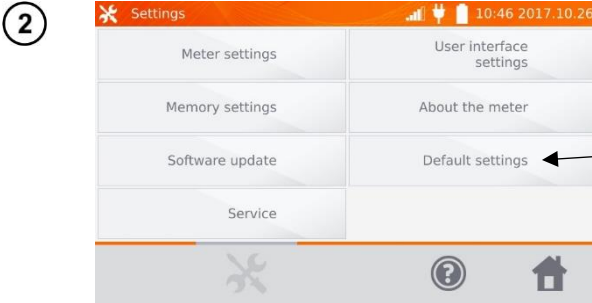 2
Settings
10:46 2017.10.26
Meter settings
User interface
settings
Memory settings
About the meter
Software update
Default settings
Service
?